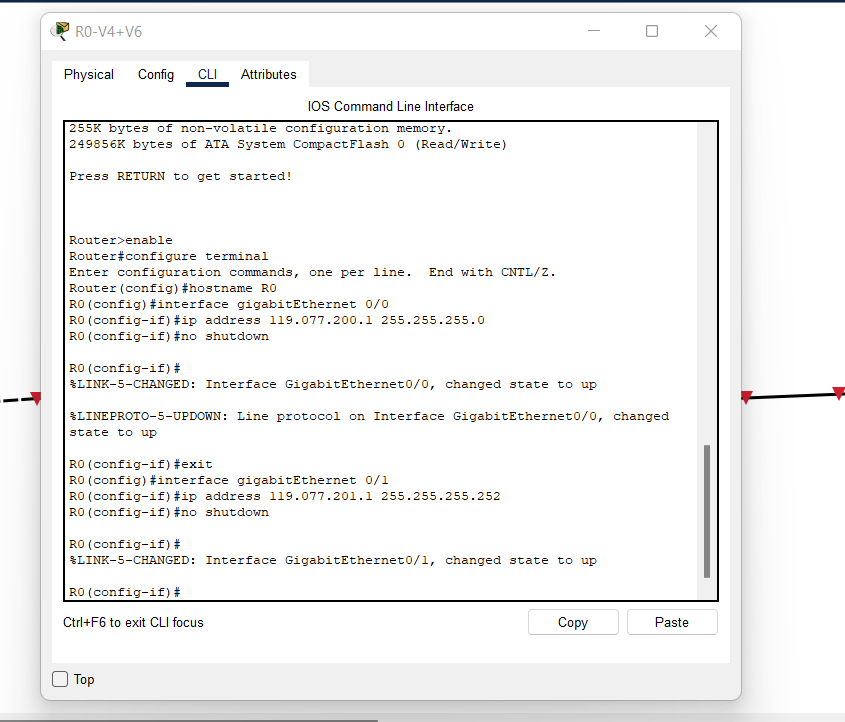 R0-V4+V6
Physical Config CLI Attributes
IOS Command Line Interface
255K bytes of non-volatile configuration memory.
249856K bytes of ATA System CompactFlash 0 (Read/Write)
Press RETURN to get started!
Router>enable
Router#configure terminal
Enter configuration commands, one per line.  End with CNTL/Z.
Router(config)#hostname R0
R0(config)#interface gigabitEthernet 0/0
R0(config-if)#ip address 119.077.200.1 255.255.255.0
R0(config-if)#no shutdown
R0(config-if)#
%LINK-5-CHANGED: Interface GigabitEthernet0/0, changed state to up
%LINEPROTO-5-UPDOWN: Line protocol on Interface GigabitEthernet0/0, changed
state to up
R0(config-if)#exit
R0(config)#interface gigabitEthernet 0/1
R0(config-if)#ip address 119.077.201.1 255.255.255.252
R0(config-if)#no shutdown
R0(config-if)#
%LINK-5-CHANGED: Interface GigabitEthernet0/1, changed state to up
R0(config-if)#
Ctrl+F6 to exit CLI focus
Copy Paste
Top